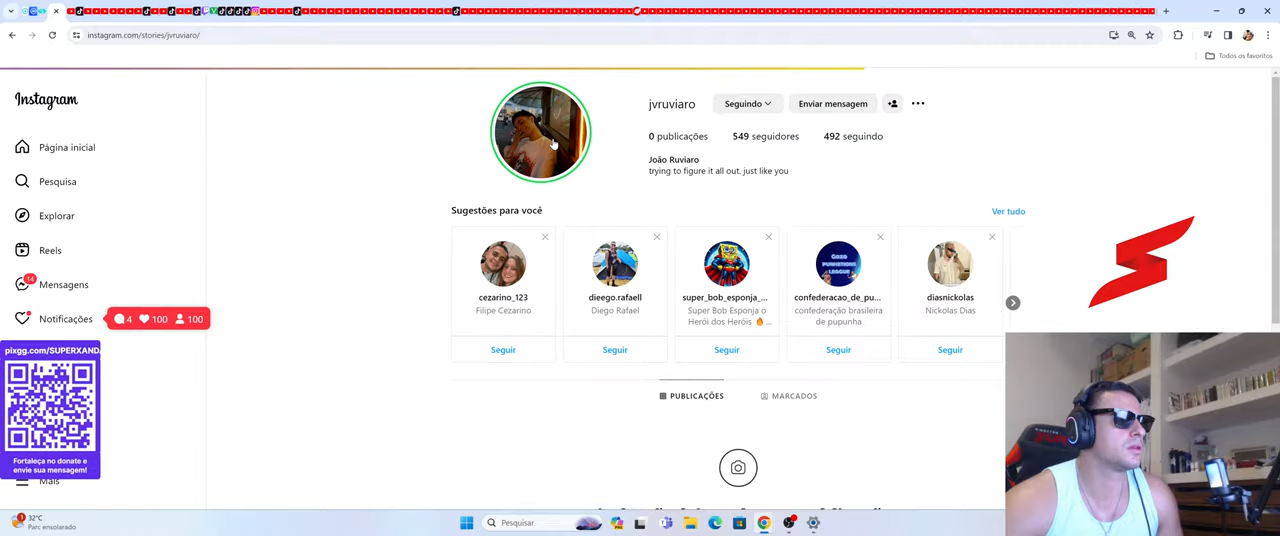 instagram.com/stories/jvruviaro/
Todos os favoritos
Instagram
Página inicial
Pesquisa
Explorar
Reels
14
Mensagens
Notificações
4 100 100
pixgg.com/SUPERXAND
Fortaleça no donate e
envie sua mensagem!
Mais
jvruviaro
Seguindo
Enviar mensagem
0 publicações 549 seguidores 492 seguindo
João Ruviaro
trying to figure it all out. just like you
Sugestões para você
Ver tudo
cezarino_123
Filipe Cezarino
Seguir
dieego.rafaell
Diego Rafael
Seguir
super_bob_esponja_...
Super Bob Esponja o
Herói dos Heróis 🔥 ...
Seguir
confederacao_de_pu...
confederação brasileira
de pupunha
Seguir
diasnickolas
Nickolas Dias
Seguir
PUBLICAÇÕES
MARCADOS
1
32°C
Parc ensolarado
Pesquisar